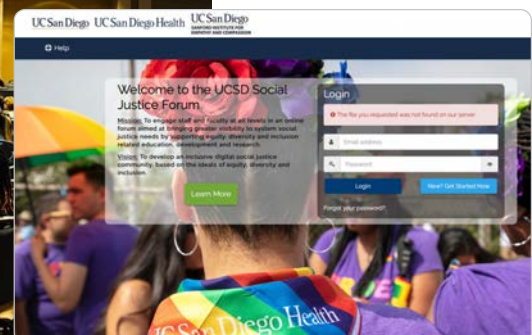 UC San Diego UC San Diego Health UC San Diego
SANFORD INSTITUTE FOR
EMPATHY AND COMPASSION
Help
Welcome to the UCSD Social
Justice Forum
Mission: To engage staff and faculty at all levels in an online
forum aimed at bringing greater visibility to system social
justice needs by supporting equity, diversity and inclusion
related education, development and research.
Vision: To develop an inclusive digital social justice
community, based on the ideals of equity, diversity and
inclusion.
Learn More
Login
The file you requested was not found on our server
Email address
Password
Login
New? Get Started Now
Forgot your password?
UC San Diego Health